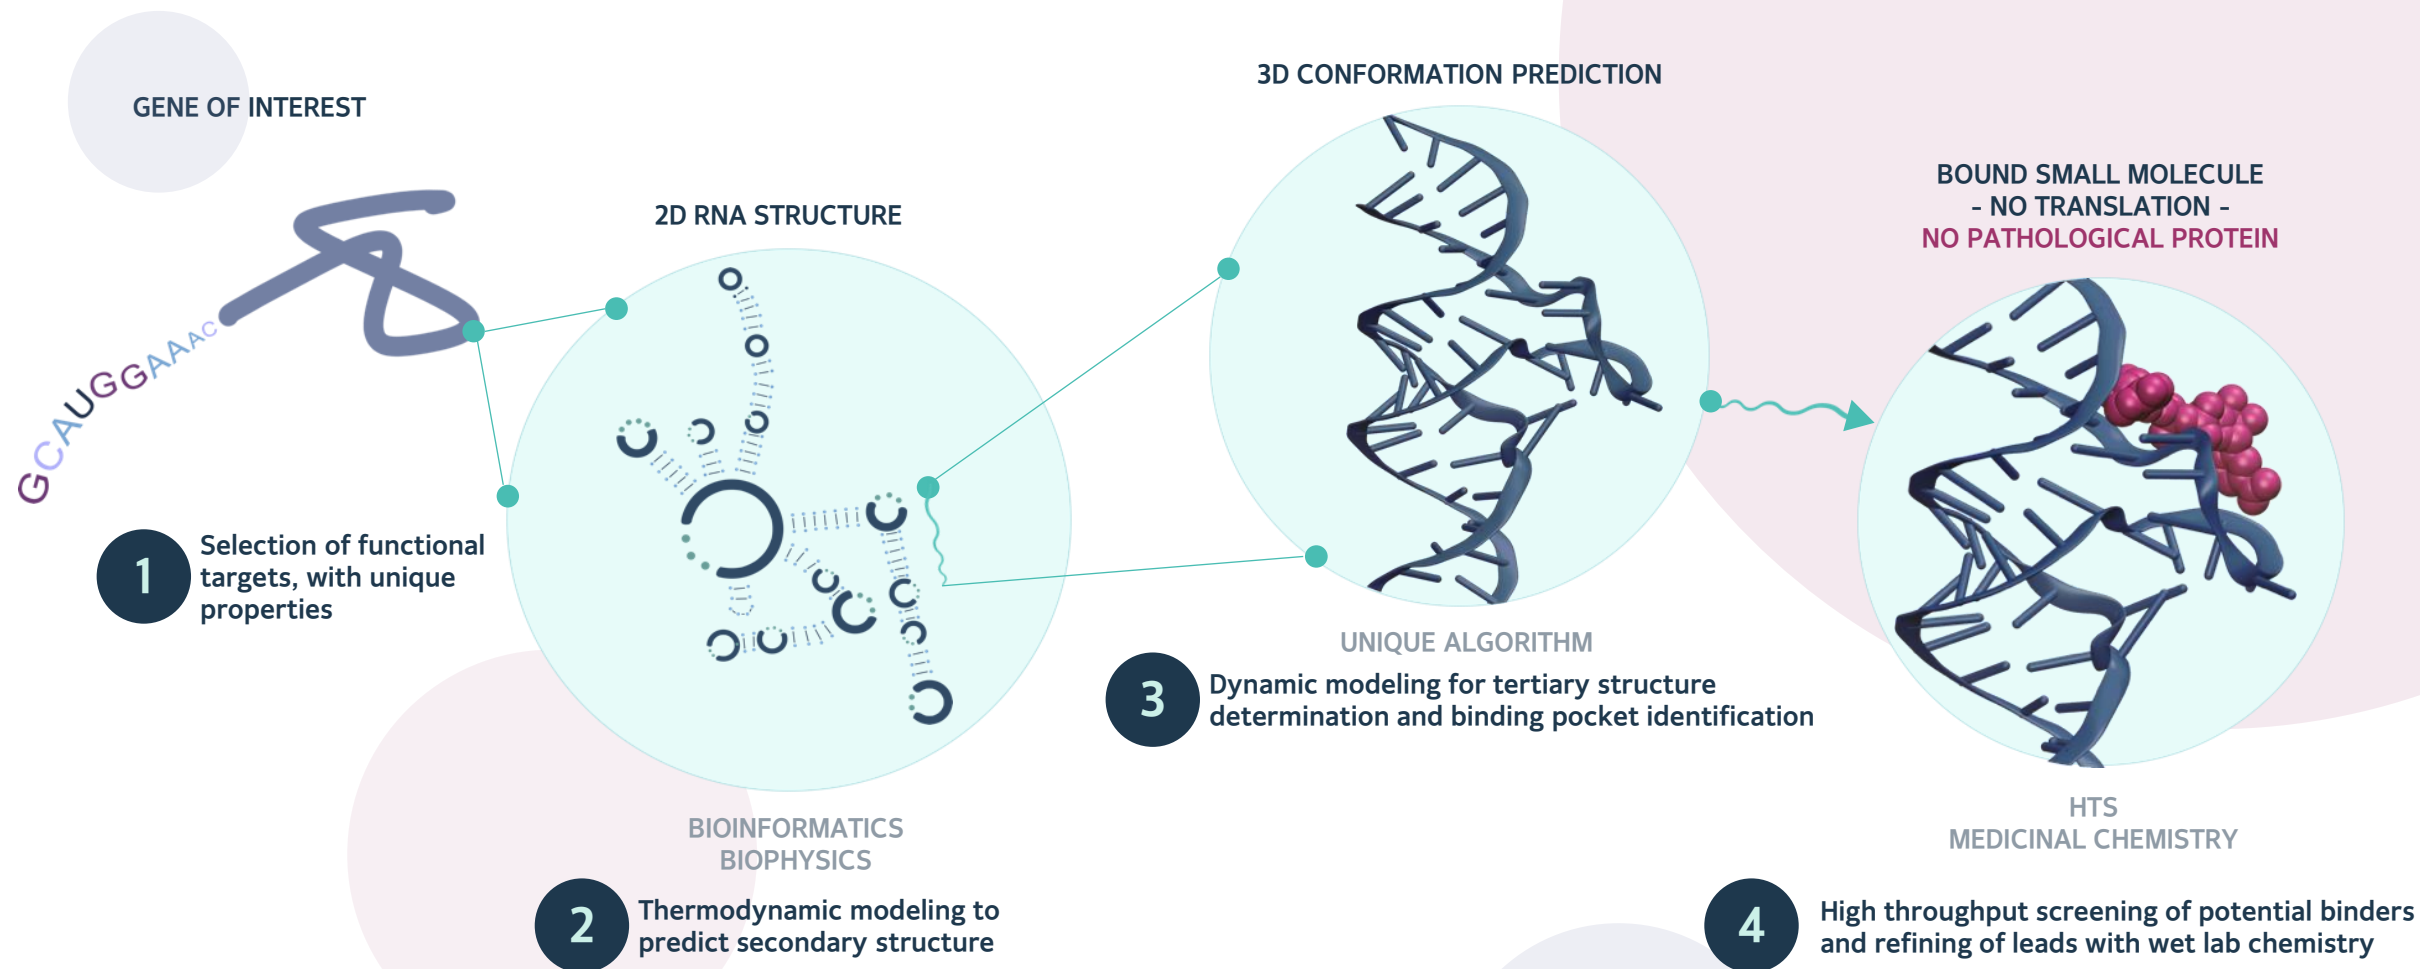 GENE OF INTEREST
GCAUGGAAAAC
1
Selection of functional
targets, with unique
properties
2D RNA STRUCTURE
BIOINFORMATICS
BIOPHYSICS
2
Thermodynamic modeling to
predict secondary structure
3D CONFORMATION PREDICTION
UNIQUE ALGORITHM
3
Dynamic modeling for tertiary structure
determination and binding pocket identification
BOUND SMALL MOLECULE
- NO TRANSLATION -
NO PATHOLOGICAL PROTEIN
HTS
MEDICINAL CHEMISTRY
4
High throughput screening of potential binders
and refining of leads with wet lab chemistry